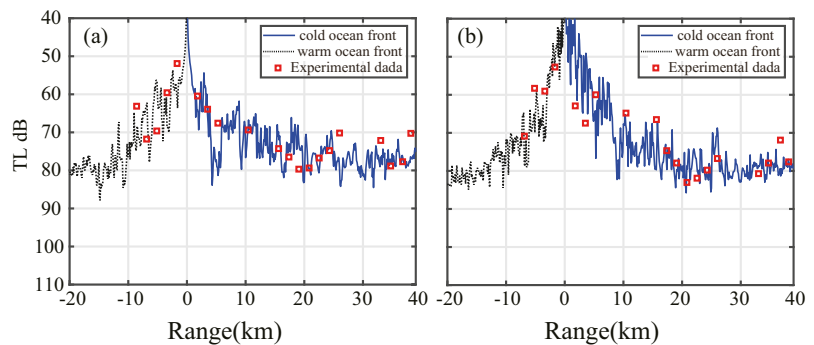 (a)
cold ocean front
warm ocean front
Experimental dada
(b)
cold ocean front
warm ocean front
Experimental dada
TL dB
40
50
60
70
80
90
100
110
-20 -10 0 10 20 30 40
-20 -10 0 10 20 30 40
Range(km)
Range(km)